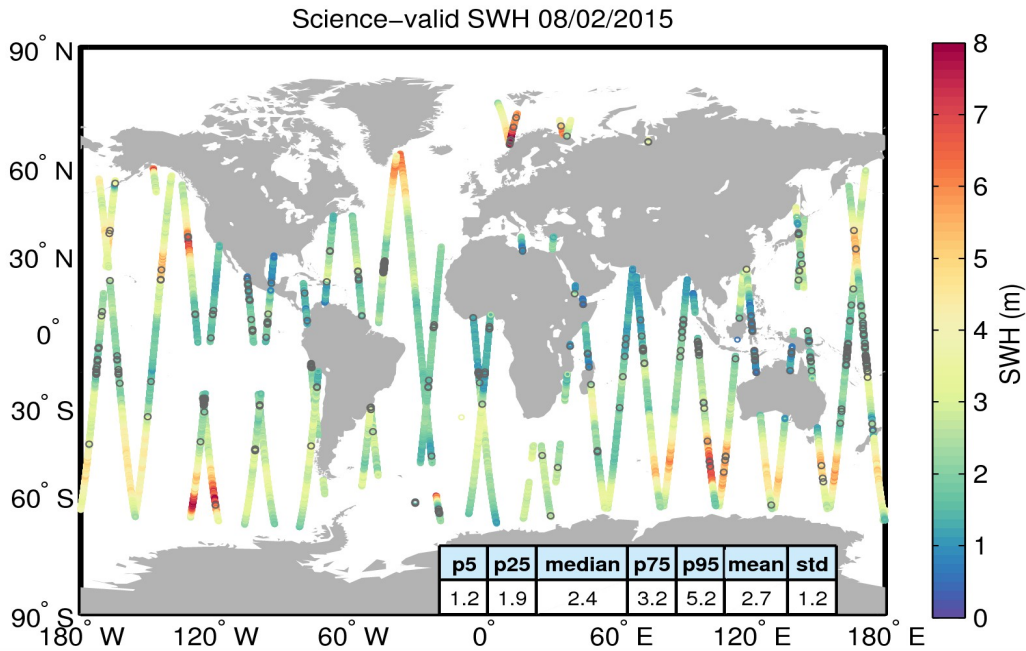 Science−valid SWH 08/02/2015
90° N
60° N
30° N
0°
30° S
60° S
90° S
180° W
120° W
60° W
0°
60° E
120° E
180° E
8
7
6
5
4
3
2
1
0
SWH (m)
p5 p25 median p75 p95 mean std
1.2 1.9 2.4 3.2 5.2 2.7 1.2